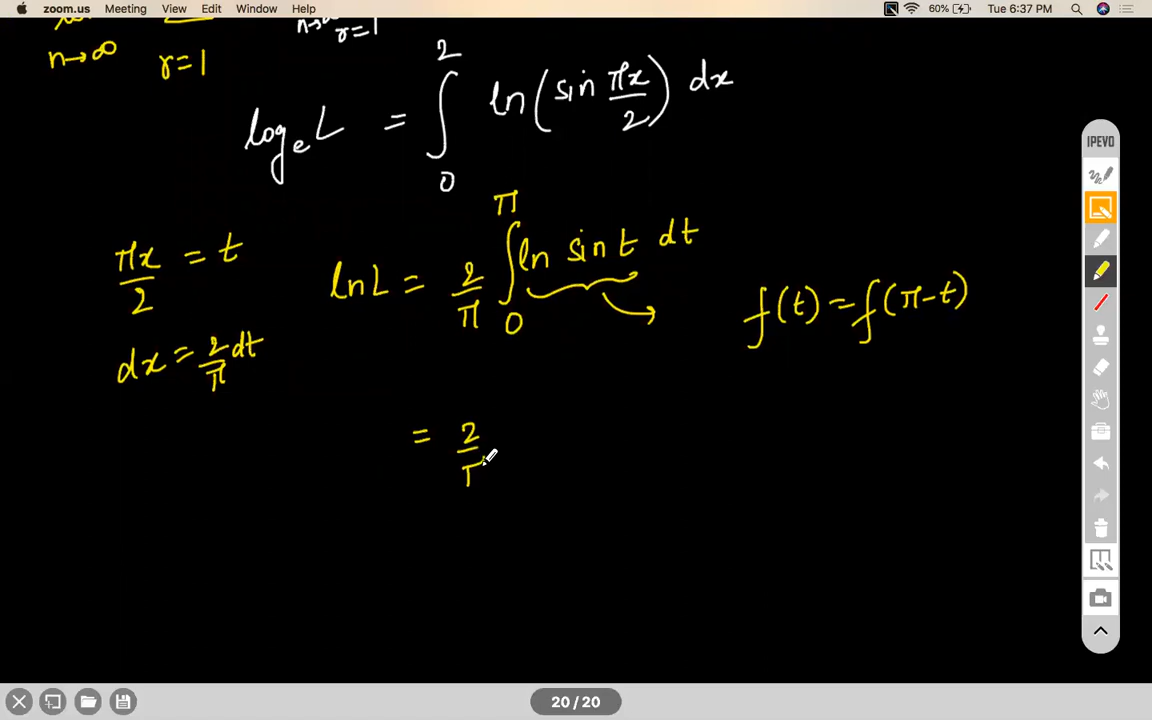 zoom.us Meeting View Edit Window Help 60% Tue 6:37 PM
n→∞ r=1 n→∞ r=1
log_e L = ∫_0^2 ln(sin πx/2) dx
πx/2 = t ln L = 2/π ∫_0^π ln sin t dt f(t) = f(π-t)
dx = 2/π dt
= 2/π
IPEVO
20 / 20